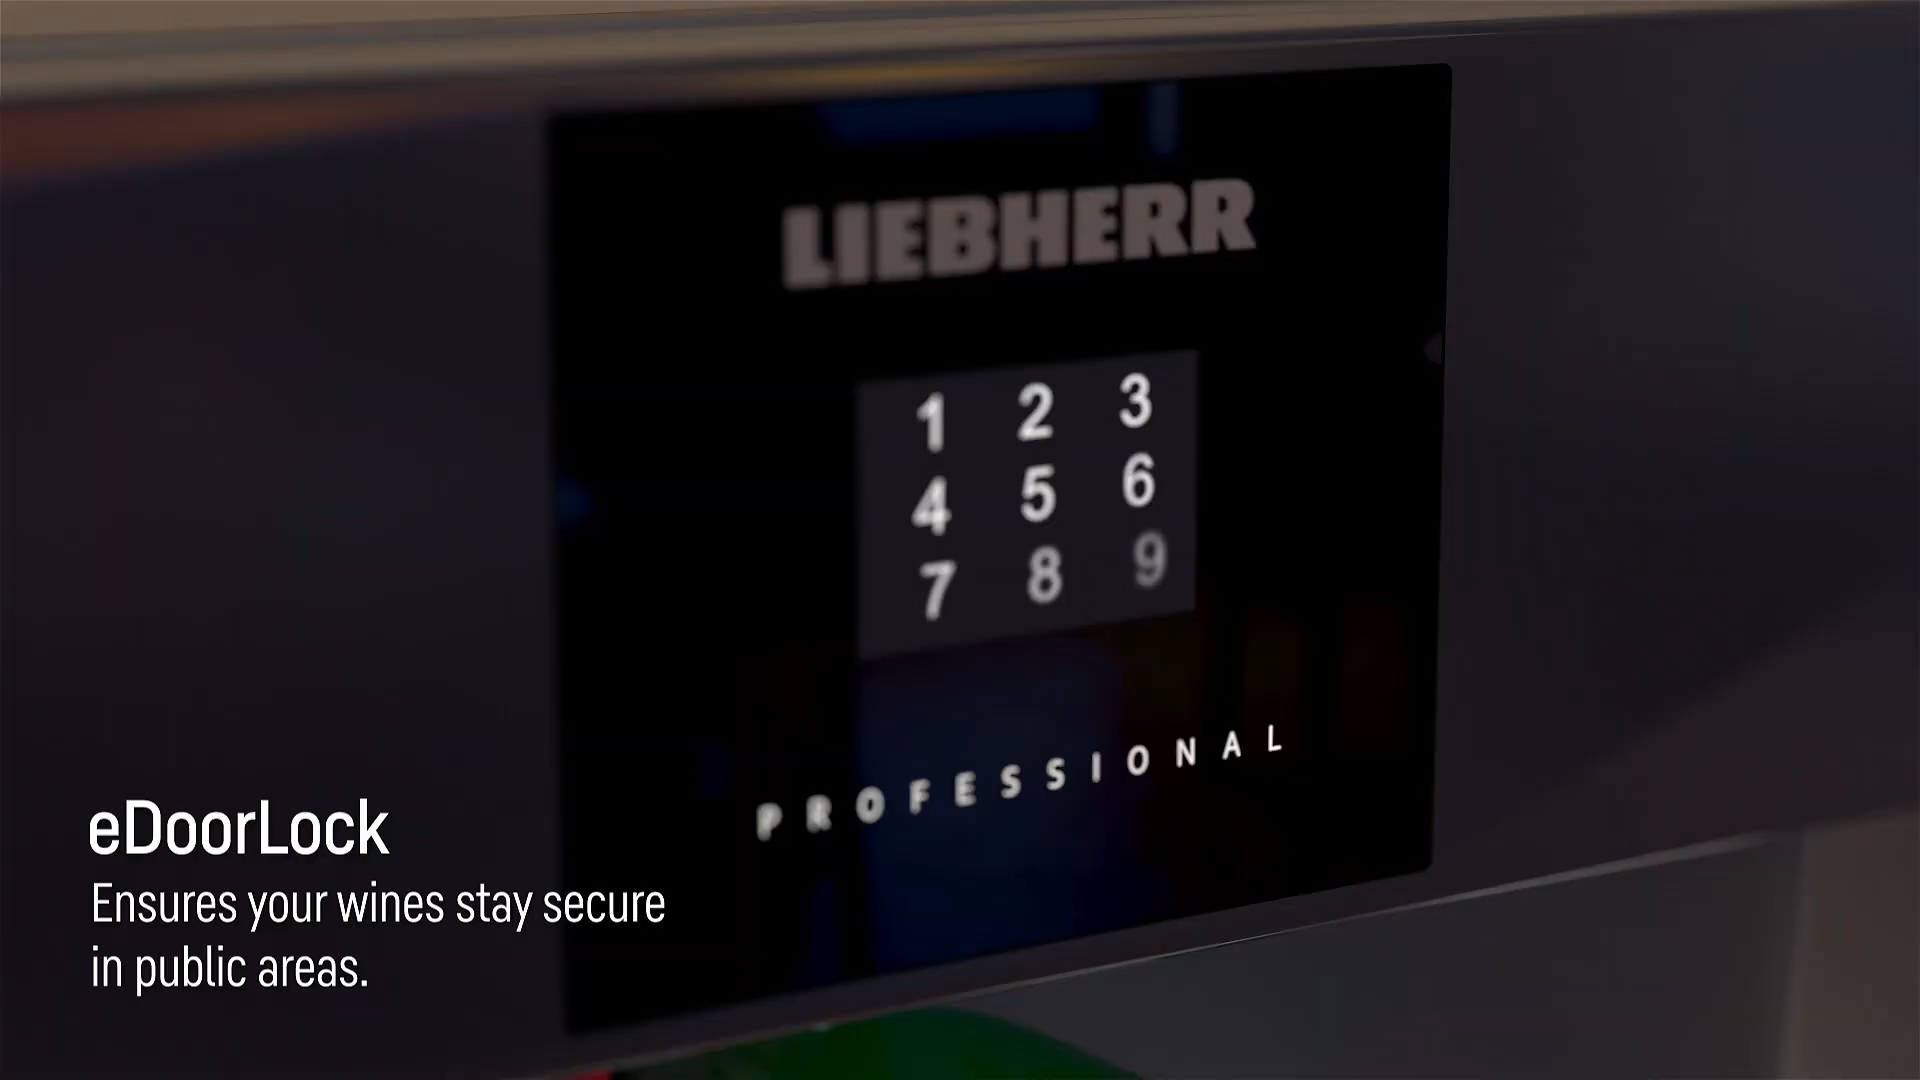 LIEBHERR
1 2 3
4 5 6
7 8 9
PROFESSIONAL
eDoorLock
Ensures your wines stay secure
in public areas.